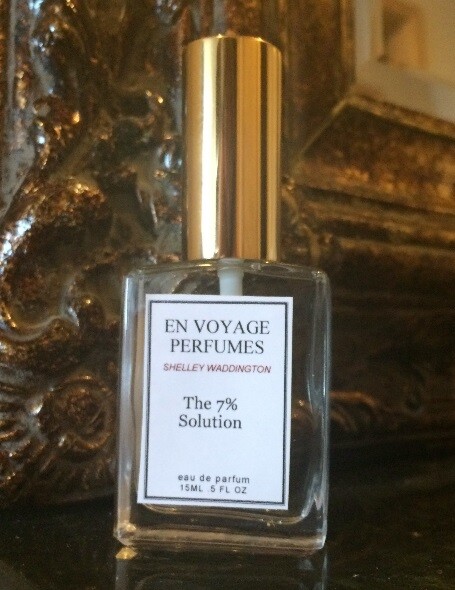 EN VOYAGE
PERFUMES
SHELLEY WADDINGTON
The 7%
Solution
eau de parfum
15ML .5 FL OZ